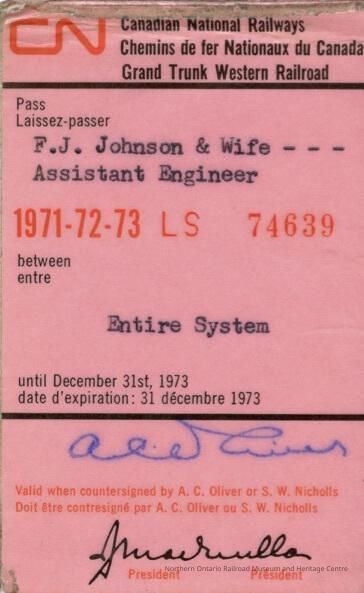 CN
Canadian National Railways
Chemins de fer Nationaux du Canada
Grand Trunk Western Railroad
Pass
Laissez-passer
F.J. Johnson & Wife - - -
Assistant Engineer
1971-72-73 LS 74639
between
entre
Entire System
until December 31st, 1973
date d'expiration: 31 décembre 1973
A.C. Oliver
Valid when countersigned by A. C. Oliver or S. W. Nicholls
Doit être contresigné par A. C. Oliver ou S. W. Nicholls
Northern Ontario Railroad Museum and Heritage Centre
President Président